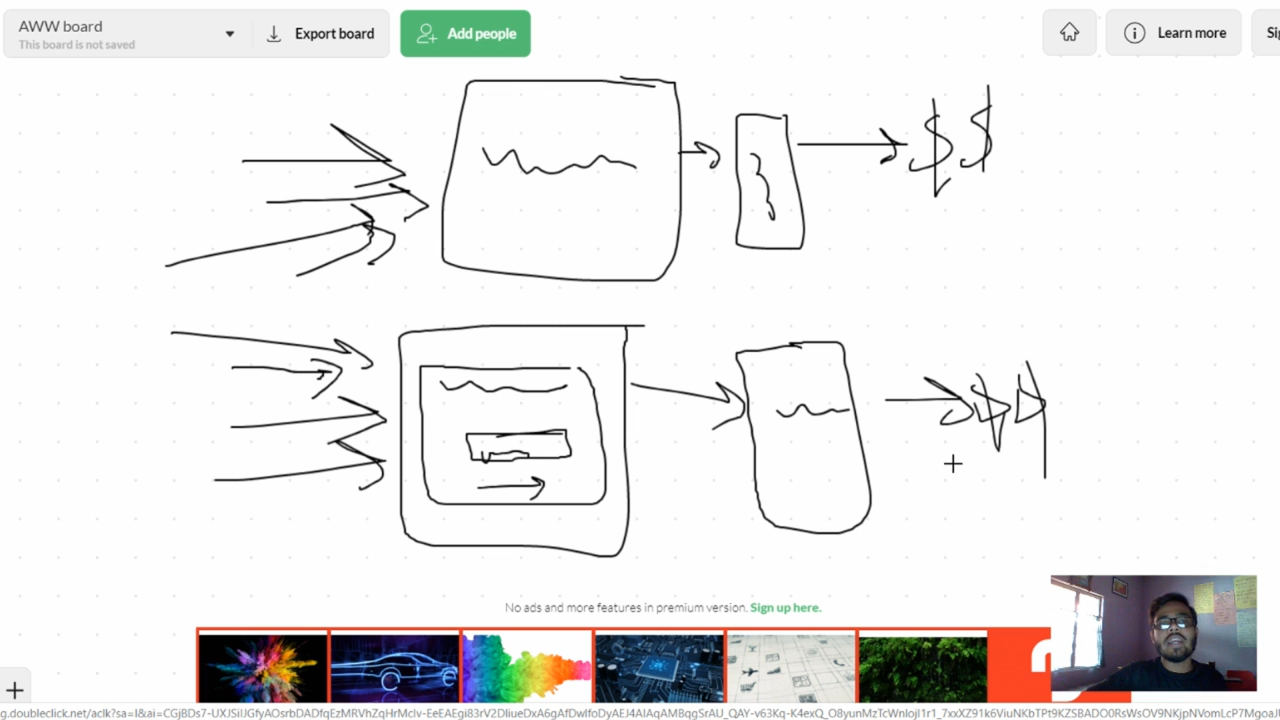 AWW board
This board is not saved
Export board
Add people
Learn more
Si
$ $
$$
No ads and more features in premium version. Sign up here.